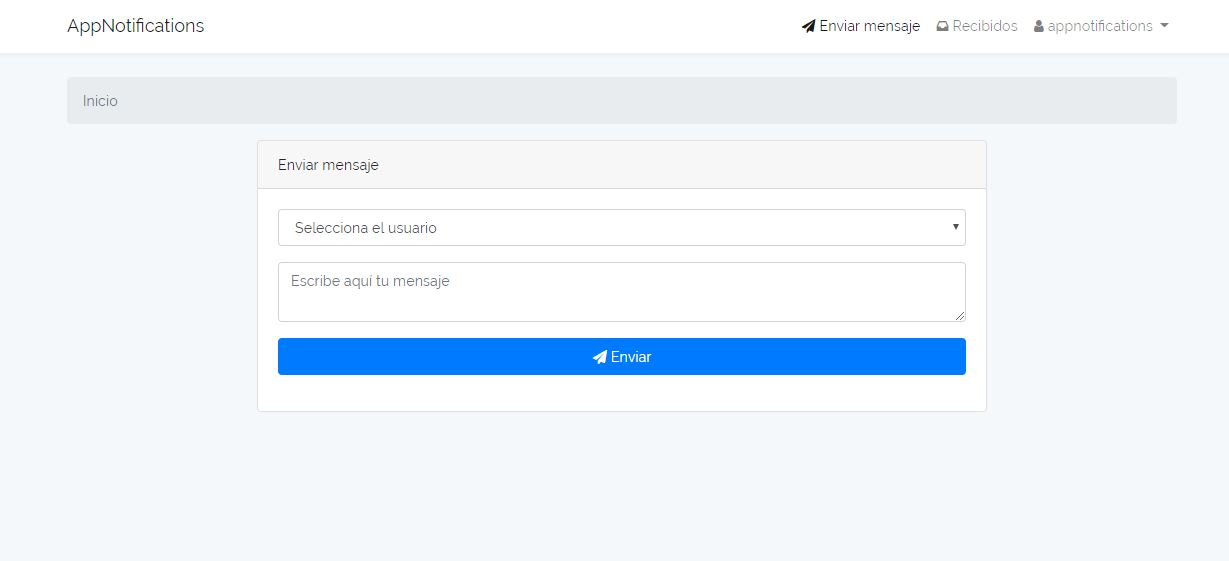 AppNotifications
Enviar mensaje
Recibidos
appnotifications
Inicio
Enviar mensaje
Selecciona el usuario
Escribe aquí tu mensaje
Enviar